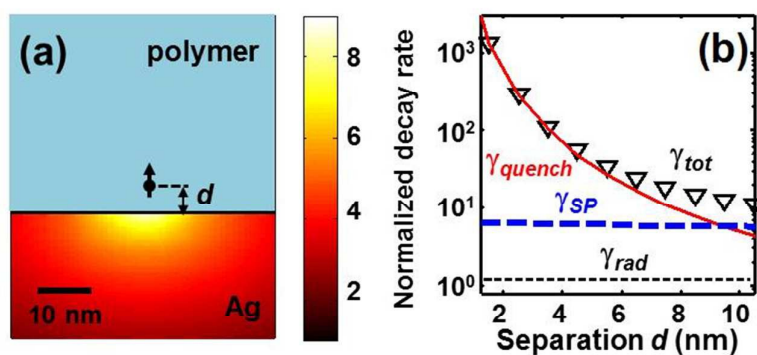 (a)
polymer
d
10 nm
Ag
8
6
4
2
Normalized decay rate
10³
10²
10¹
10⁰
(b)
γquench
γtot
γSP
γrad
2 4 6 8 10
Separation d (nm)